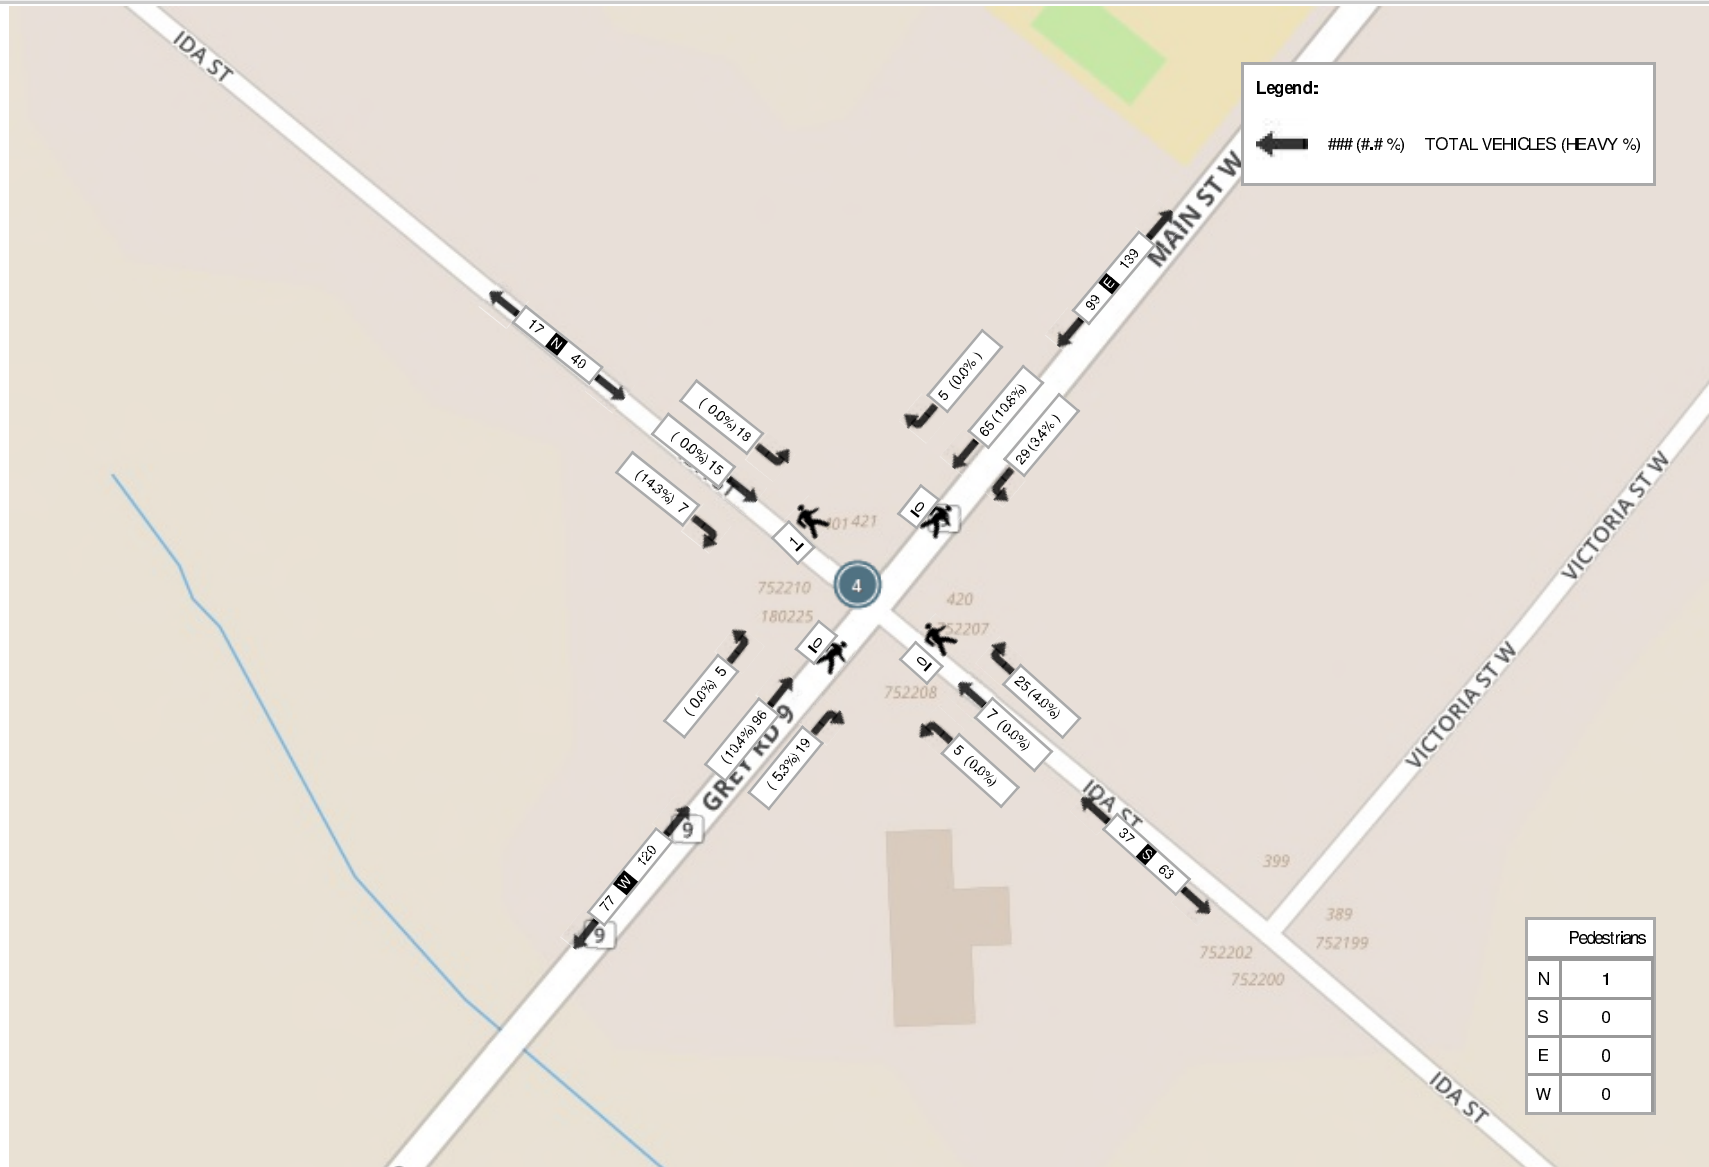 IDA ST
Legend:
### (#.# %) TOTAL VEHICLES (HEAVY %)
MAIN ST W
99 E 139
17 N 40
5 (0.0% )
65 (10.8%)
29 (3.4% )
( 0.0%) 18
( 0.0%) 15
(14.3%) 7
0
1
421
4
752210
180225
420
752207
0
0
752208
( 0.0%) 5
(10.4%) 96
( 5.3%) 19
25 (4.0%)
7 (0.0%)
5 (0.0%)
GREY RD 9
9
77 W 120
9
IDA ST
37 S 63
VICTORIA ST W
VICTORIA ST W
399
389
752199
752202
752200
IDA ST
Pedestrians
N 1
S 0
E 0
W 0